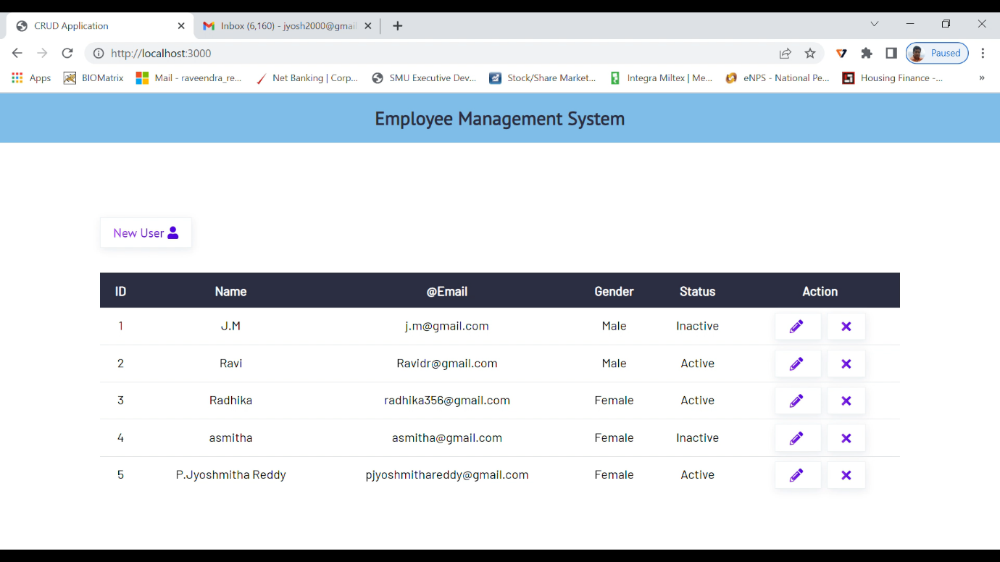 CRUD Application
Inbox (6,160) - jyosh2000@gmail
http://localhost:3000
Paused
Apps BIOMatrix Mail - raveendra_re... Net Banking | Corp... SMU Executive Dev... Stock/Share Market... Integra Miltex | Me... eNPS - National Pe... Housing Finance -... »
Employee Management System
New User
ID Name @Email Gender Status Action
1 J.M j.m@gmail.com Male Inactive
2 Ravi Ravidr@gmail.com Male Active
3 Radhika radhika356@gmail.com Female Active
4 asmitha asmitha@gmail.com Female Inactive
5 P.Jyoshmitha Reddy pjyoshmithareddy@gmail.com Female Active